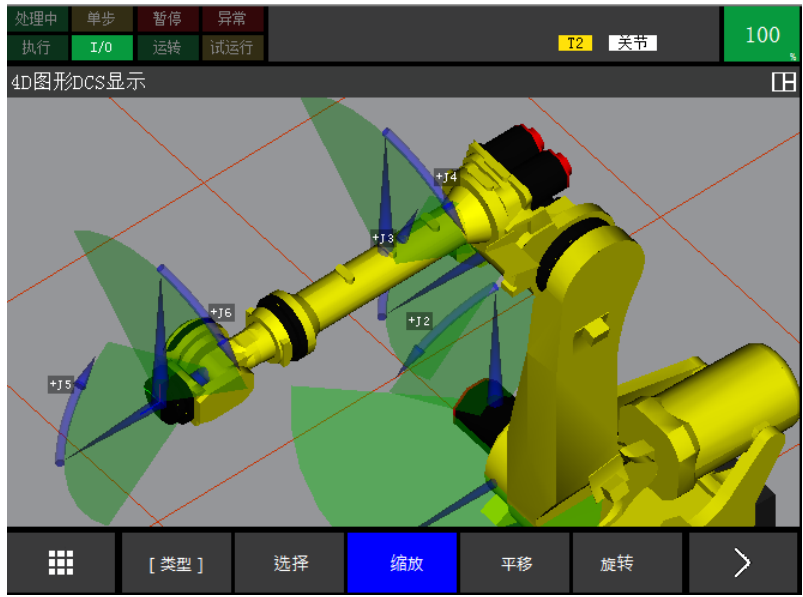 处理中 单步 暂停 异常
执行 I/O 运转 试运行 T2 关节 100 %
4D图形DCS显示
+J4
+J3
+J6
+J2
+J5
[ 类型 ] 选择 缩放 平移 旋转